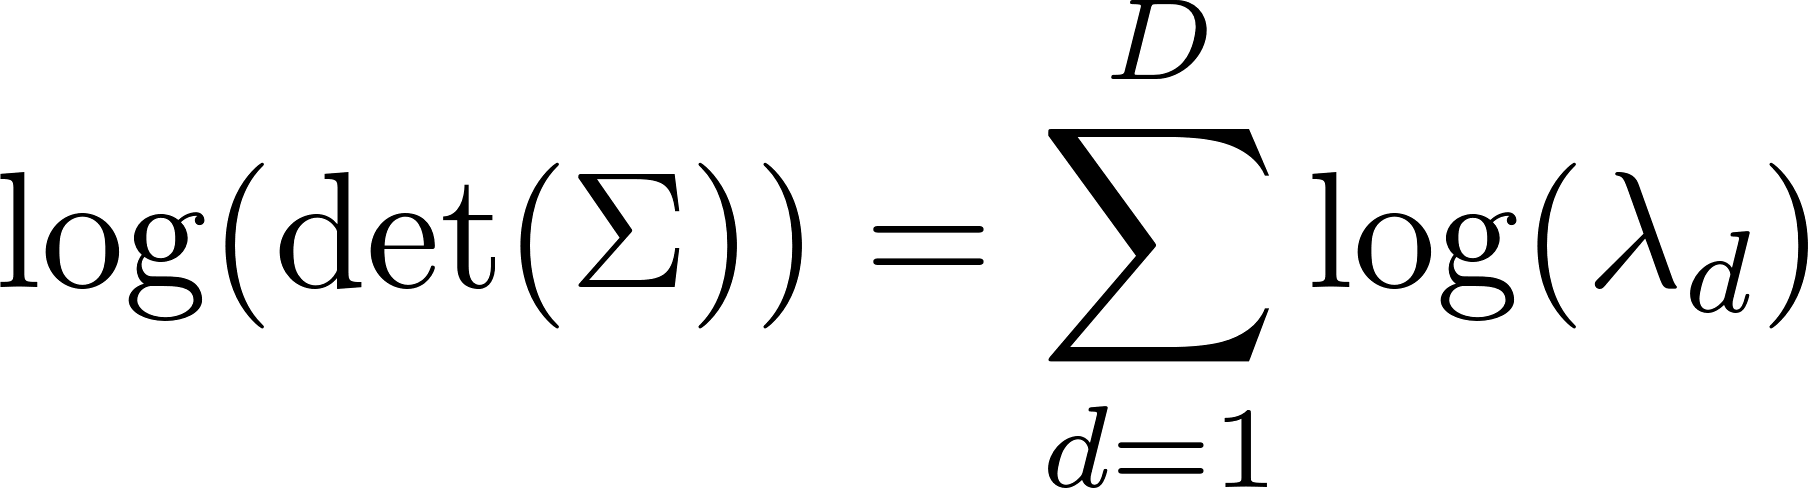 log(det(Σ)) = ∑_{d=1}^{D} log(λ_d)